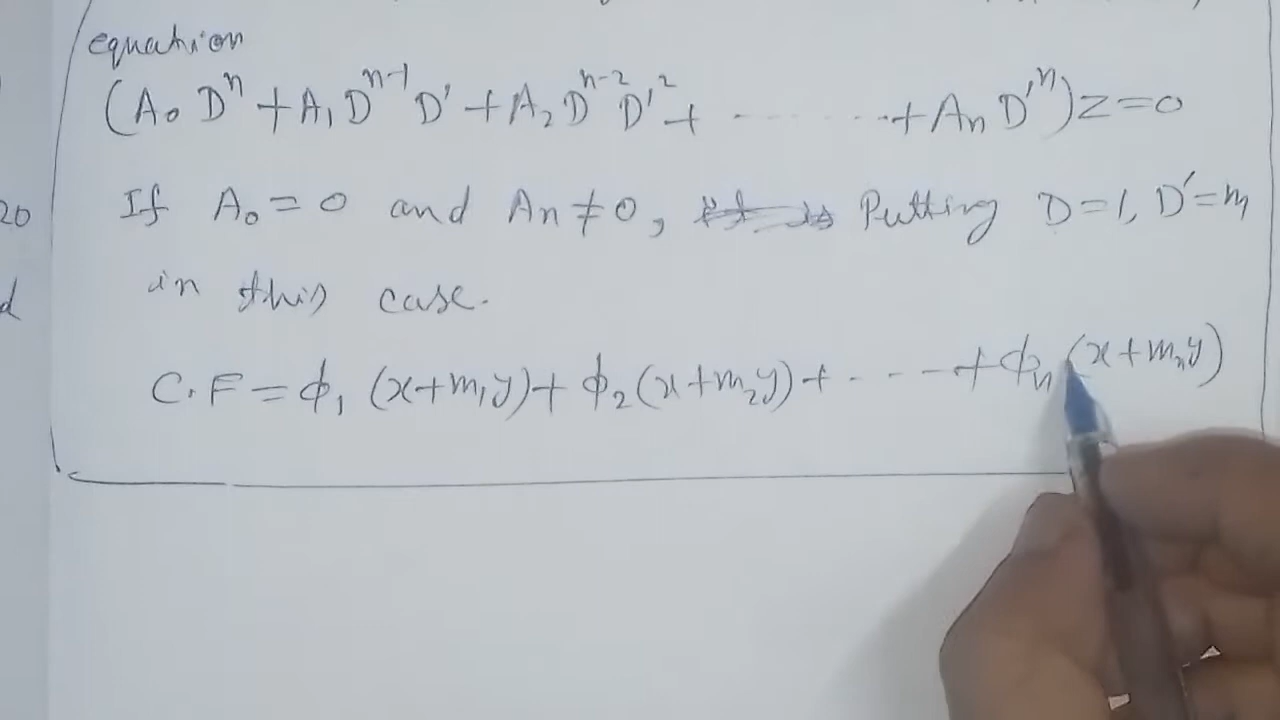 equation
(A₀ Dⁿ + A₁ Dⁿ⁻¹ D' + A₂ Dⁿ⁻² D'² + ........ + Aₙ D'ⁿ) z = 0
20 If A₀ = 0 and Aₙ ≠ 0, Putting D = 1, D' = m
d in this case.
C.F = ϕ₁ (x+m₁y) + ϕ₂ (x+m₂y) + ..... + ϕₙ (x+mₙy)